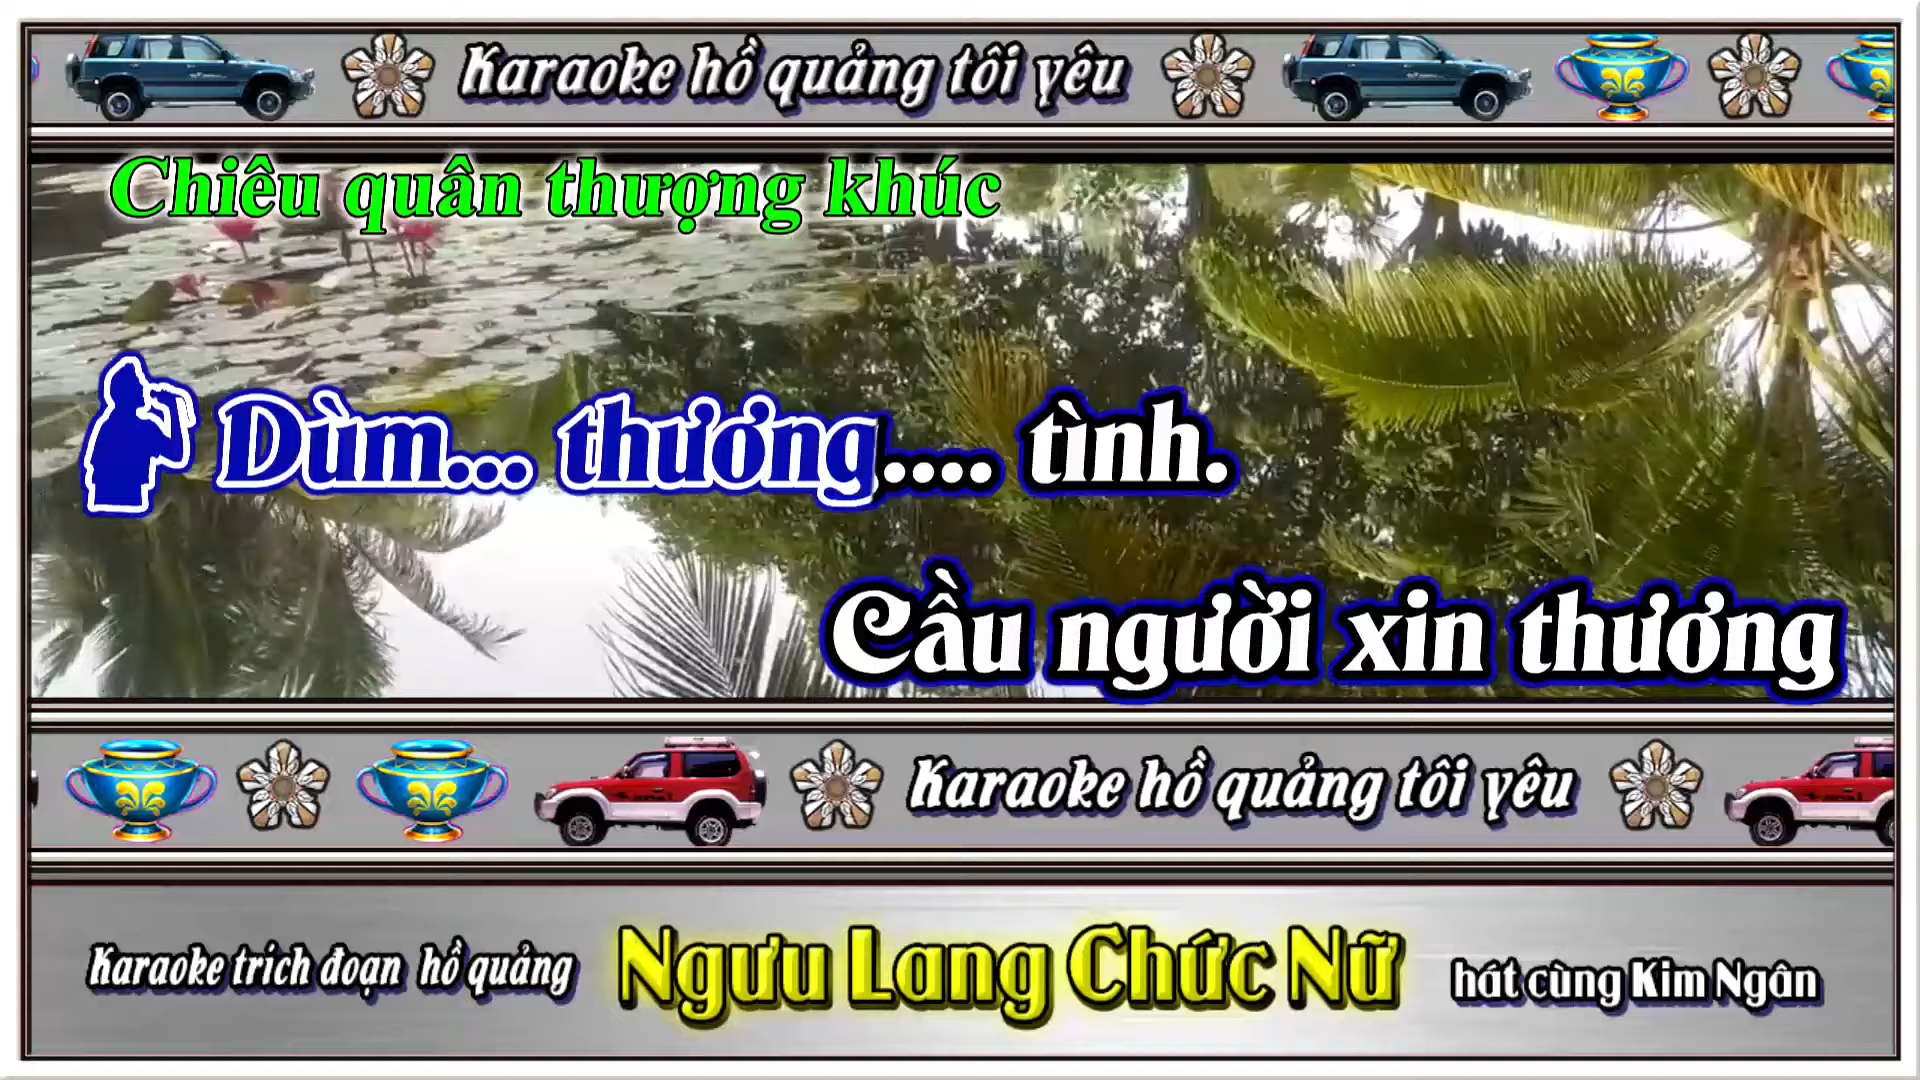 Karaoke hồ quảng tôi yêu
Chiêu quân thượng khúc
Dùm... thương.... tình.
Cầu người xin thương
Karaoke hồ quảng tôi yêu
Karaoke trích đoạn hồ quảng Ngưu Lang Chức Nữ hát cùng Kim Ngân